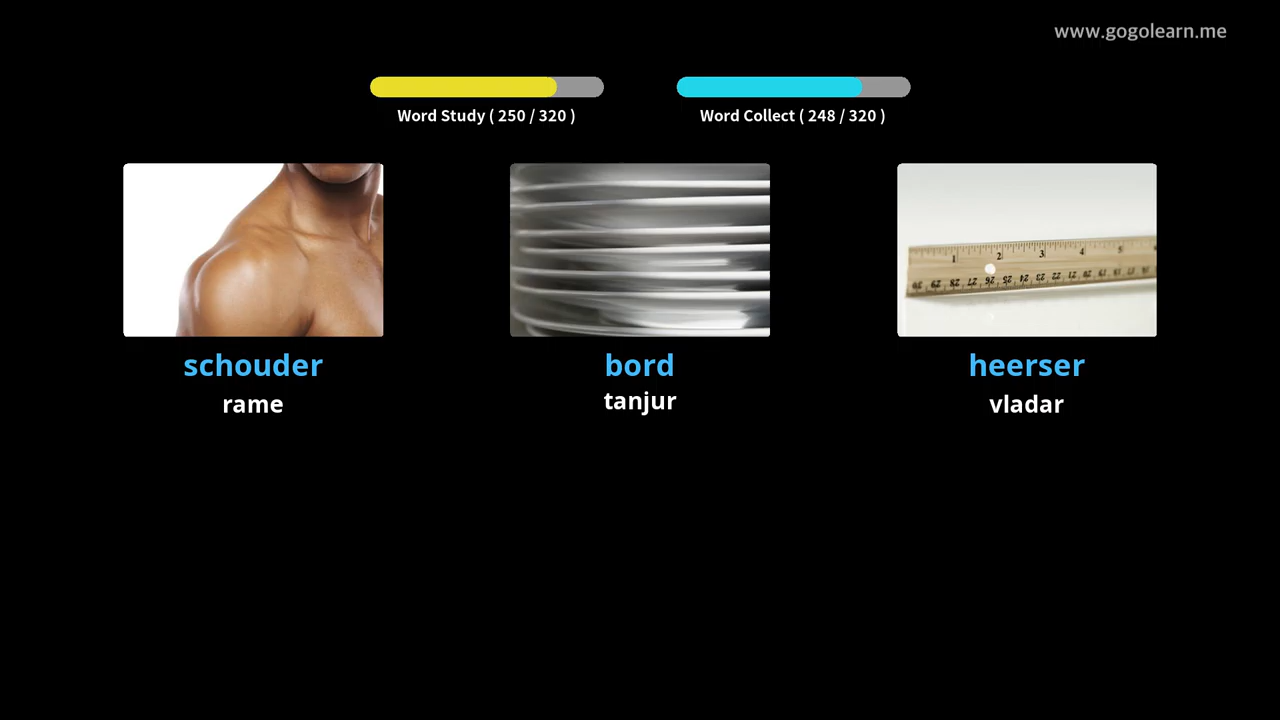 www.gogolearn.me
Word Study ( 250 / 320 )
Word Collect ( 248 / 320 )
schouder
rame
bord
tanjur
heerser
vladar